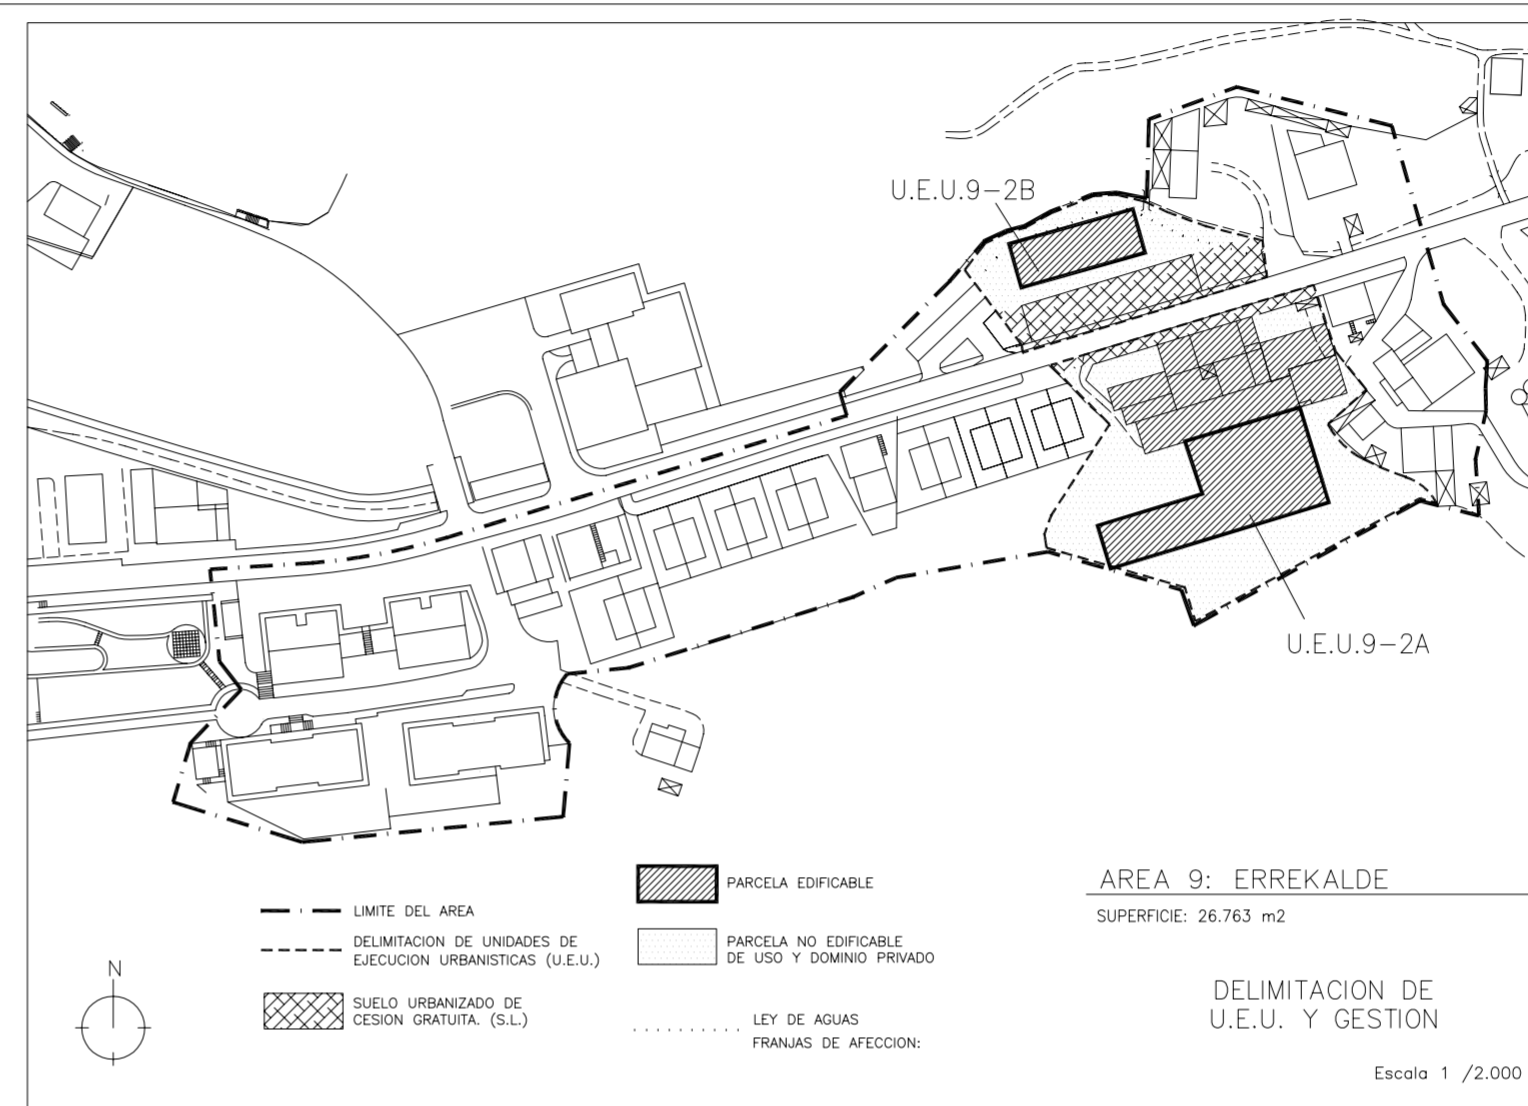 U.E.U.9-2B
U.E.U.9-2A
LIMITE DEL AREA
DELIMITACION DE UNIDADES DE
EJECUCION URBANISTICAS (U.E.U.)
SUELO URBANIZADO DE
CESION GRATUITA. (S.L.)
PARCELA EDIFICABLE
PARCELA NO EDIFICABLE
DE USO Y DOMINIO PRIVADO
LEY DE AGUAS
FRANJAS DE AFECCION:
N
AREA 9: ERREKALDE
SUPERFICIE: 26.763 m2
DELIMITACION DE
U.E.U. Y GESTION
Escala 1 /2.000